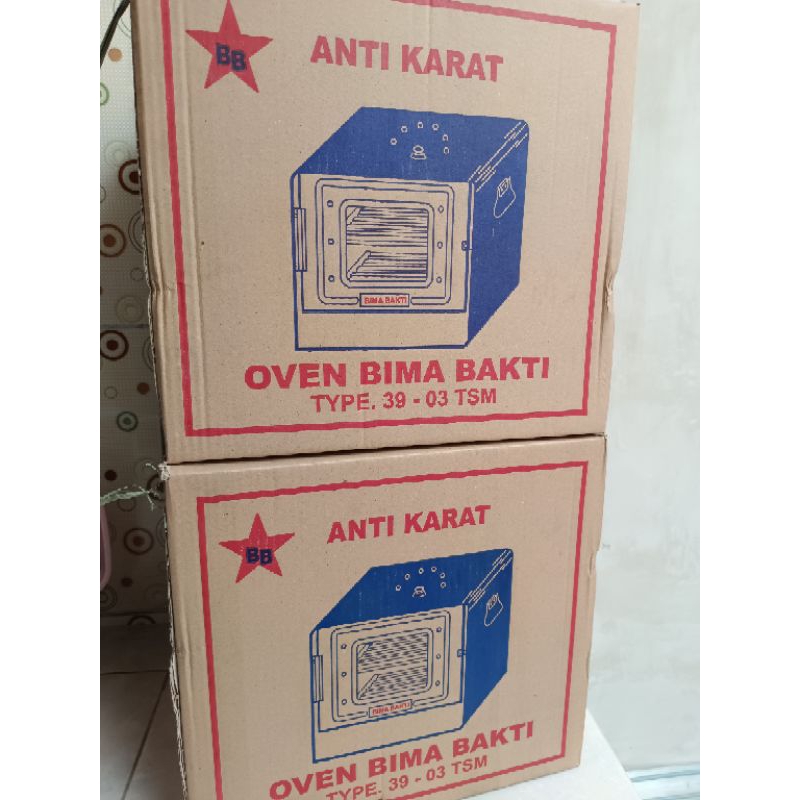 BB
ANTI KARAT
BIMA BAKTI
OVEN BIMA BAKTI
TYPE. 39 - 03 TSM
BB
ANTI KARAT
BIMA BAKTI
OVEN BIMA BAKTI
TYPE. 39 - 03 TSM